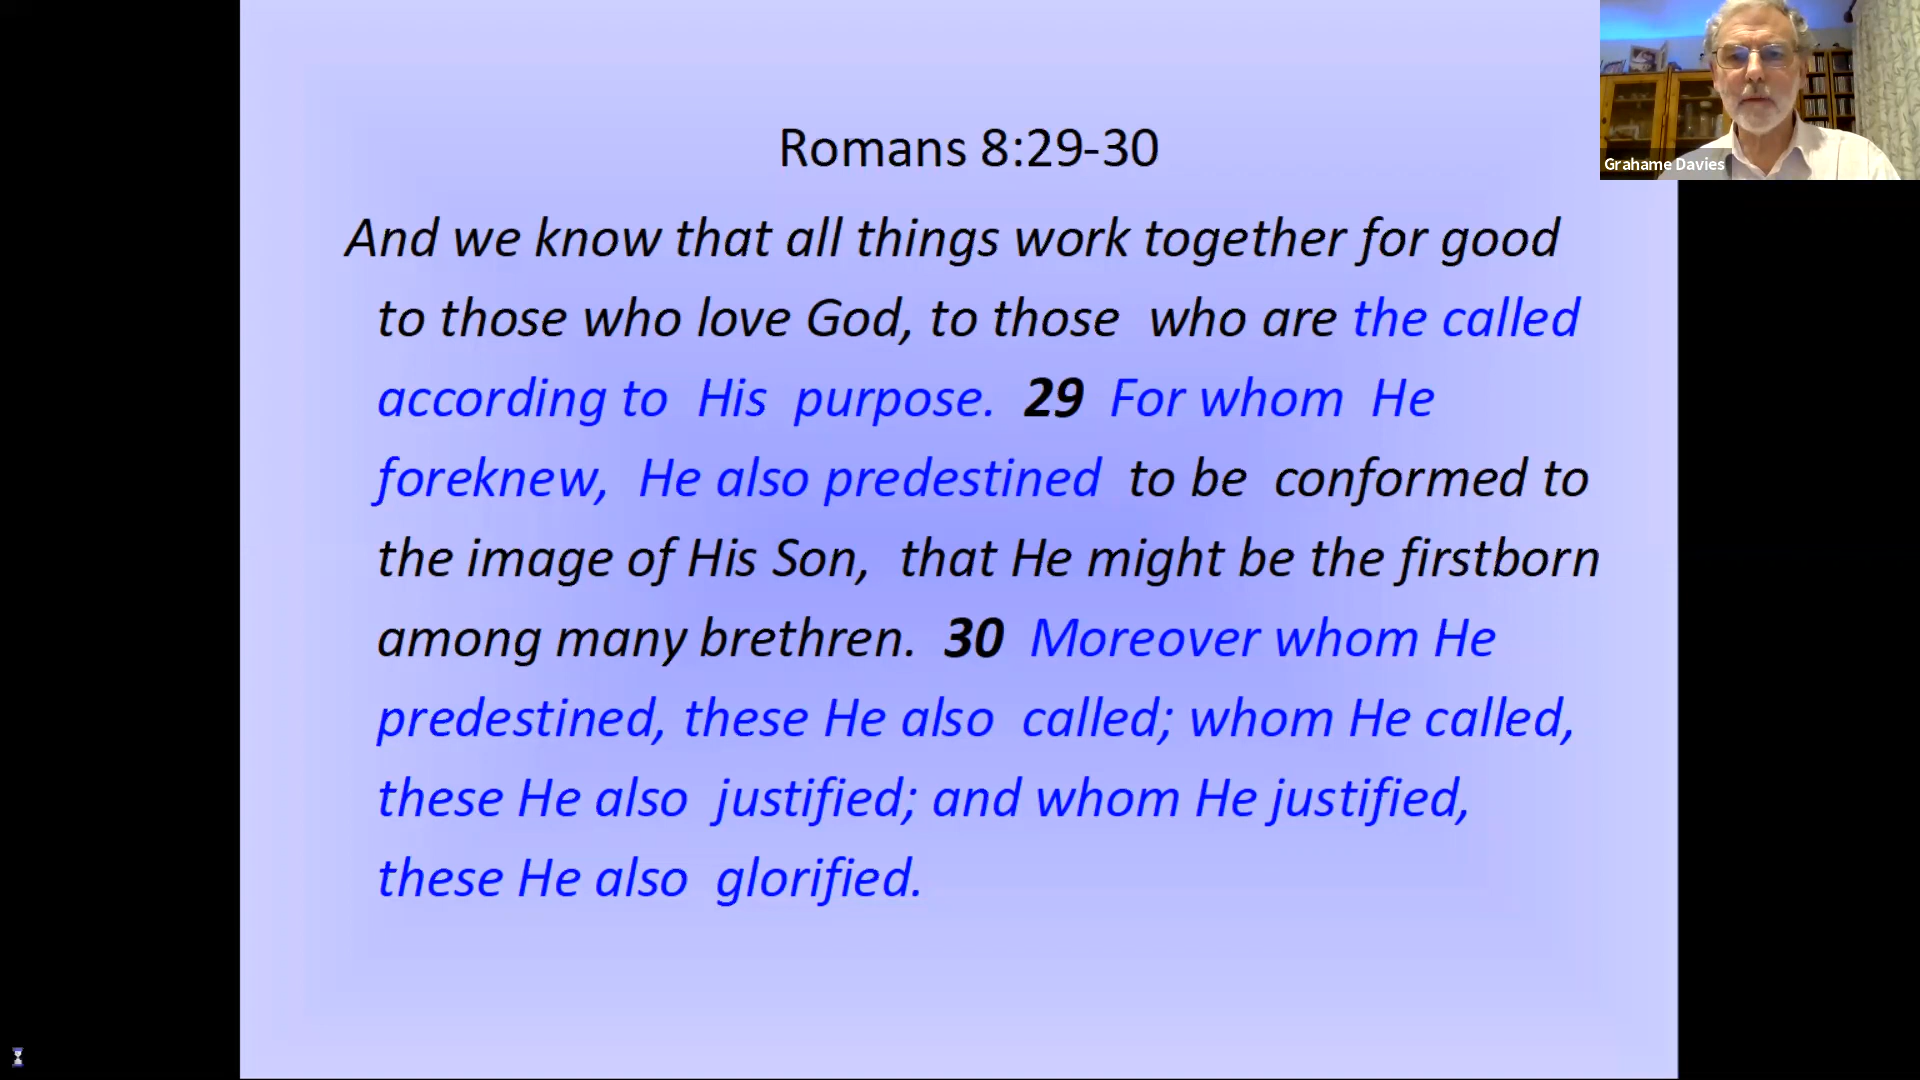 Romans 8:29-30
And we know that all things work together for good
to those who love God, to those who are the called
according to His purpose. 29 For whom He
foreknew, He also predestined to be conformed to
the image of His Son, that He might be the firstborn
among many brethren. 30 Moreover whom He
predestined, these He also called; whom He called,
these He also justified; and whom He justified,
these He also glorified.
Grahame Davies